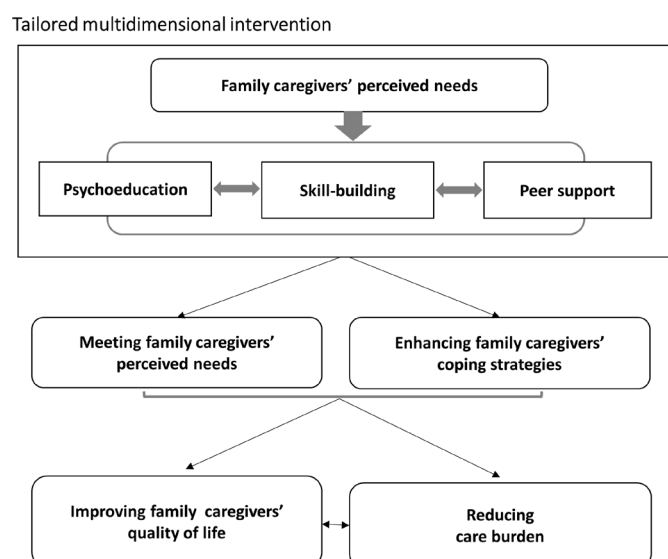 Tailored multidimensional intervention
Family caregivers’ perceived needs
Psychoeducation
Skill-building
Peer support
Meeting family caregivers’
perceived needs
Enhancing family caregivers’
coping strategies
Improving family caregivers’
quality of life
Reducing
care burden